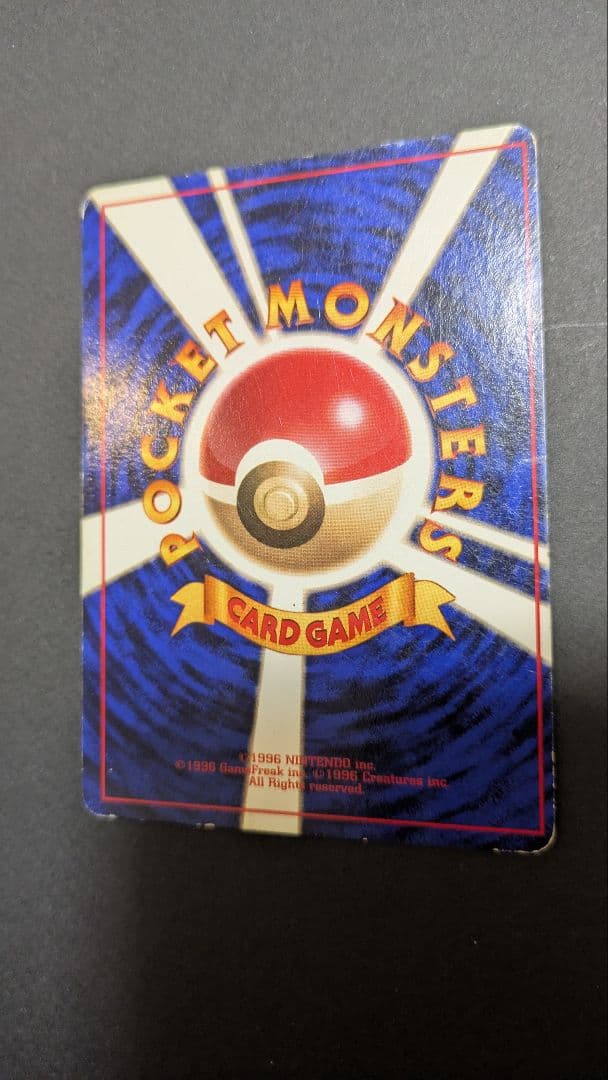 POCKET MONSTERS
CARD GAME
©1996 NINTENDO inc.
©1996 GameFreak inc. ©1996 Creatures inc.
All Rights reserved.